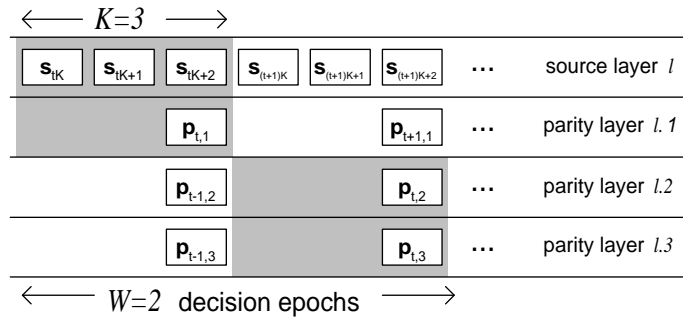 K=3
s_tK s_tK+1 s_tK+2 s_(t+1)K s_(t+1)K+1 s_(t+1)K+2 ... source layer l
p_t,1 p_t+1,1 ... parity layer l.1
p_t-1,2 p_t,2 ... parity layer l.2
p_t-1,3 p_t,3 ... parity layer l.3
W=2 decision epochs